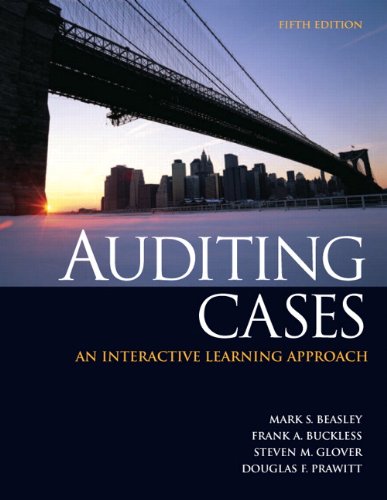 FIFTH EDITION
AUDITING
CASES
AN INTERACTIVE LEARNING APPROACH
MARK S. BEASLEY
FRANK A. BUCKLESS
STEVEN M. GLOVER
DOUGLAS F. PRAWITT